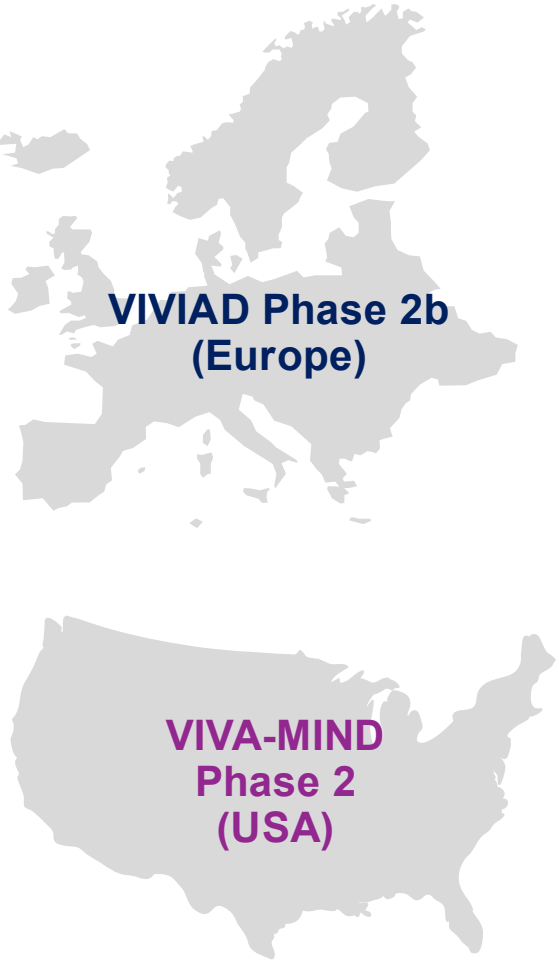 VIVIAD Phase 2b
(Europe)
VIVA-MIND
Phase 2
(USA)